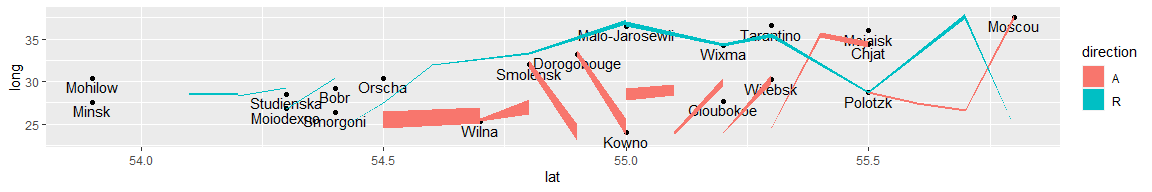 Moscou
Malo-Jarosewli
Tarantino
Mojaisk
Wixma
Chjat
Dorogobouge
Smolensk
Mohilow
Orscha
Witebsk
Studienska
Bobr
Polotzk
Minsk
Moiodexno
Smorgoni
Wilna
Gloubokoe
Kowno
35
30
25
long
54.0
54.5
55.0
55.5
lat
direction
A
R